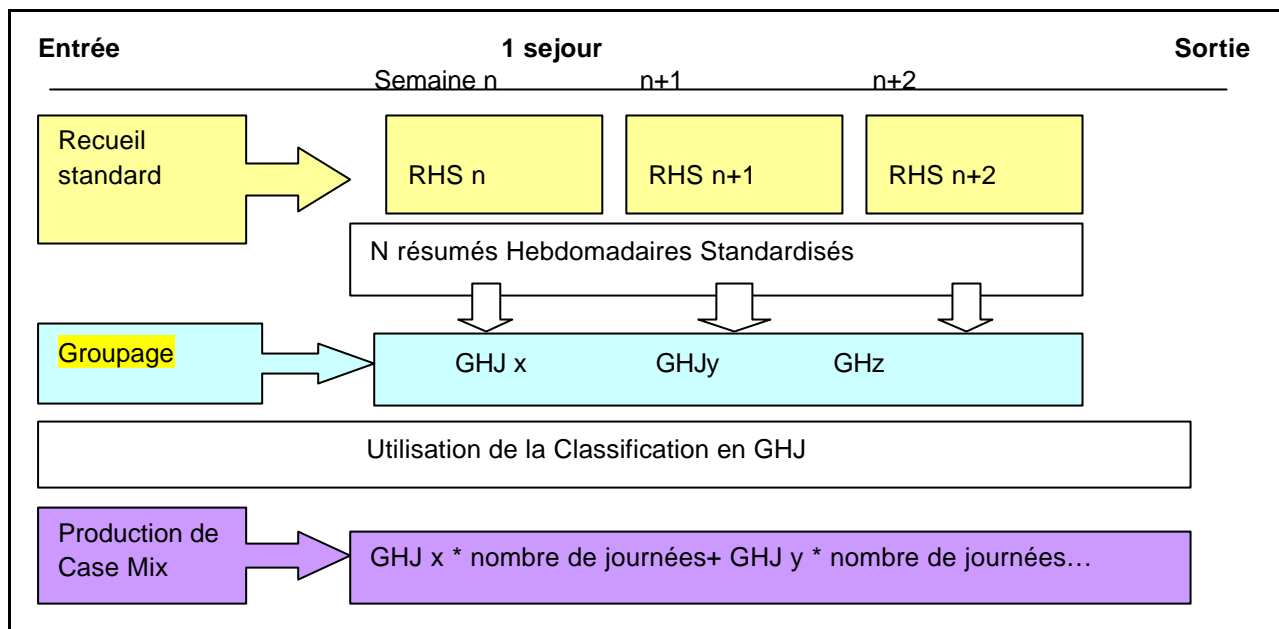 Entrée 1 sejour Sortie
Semaine n n+1 n+2
Recueil
standard
RHS n RHS n+1 RHS n+2
N résumés Hebdomadaires Standardisés
Groupage
GHJ x GHJy GHz
Utilisation de la Classification en GHJ
Production de
Case Mix
GHJ x * nombre de journées+ GHJ y * nombre de journées…